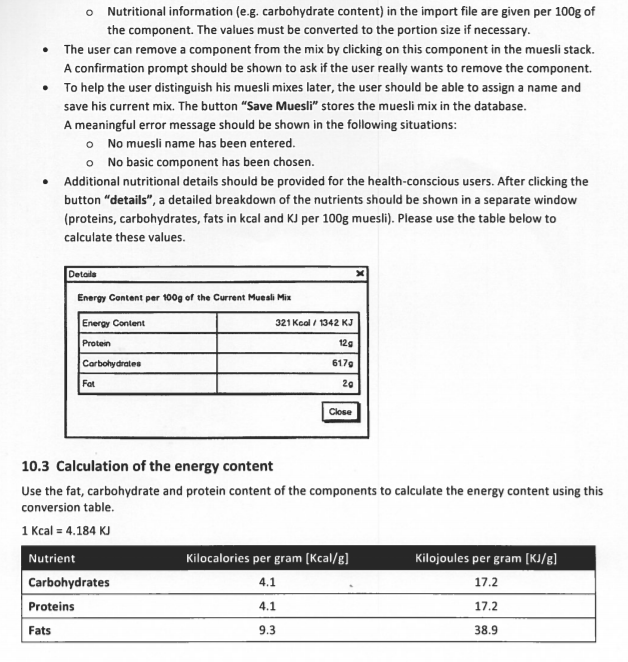 o Nutritional information (e.g. carbohydrate content) in the import file are given per 100g of
the component. The values must be converted to the portion size if necessary.
• The user can remove a component from the mix by clicking on this component in the muesli stack.
A confirmation prompt should be shown to ask if the user really wants to remove the component.
• To help the user distinguish his muesli mixes later, the user should be able to assign a name and
save his current mix. The button “Save Muesli” stores the muesli mix in the database.
A meaningful error message should be shown in the following situations:
o No muesli name has been entered.
o No basic component has been chosen.
• Additional nutritional details should be provided for the health-conscious users. After clicking the
button “details”, a detailed breakdown of the nutrients should be shown in a separate window
(proteins, carbohydrates, fats in kcal and KJ per 100g muesli). Please use the table below to
calculate these values.
Details ×
Energy Content per 100g of the Current Muesli Mix
Energy Content 321 Kcal / 1342 KJ
Protein 12g
Carbohydrates 617g
Fat 2g
Close
10.3 Calculation of the energy content
Use the fat, carbohydrate and protein content of the components to calculate the energy content using this
conversion table.
1 Kcal = 4.184 KJ
Nutrient Kilocalories per gram [Kcal/g] Kilojoules per gram [KJ/g]
Carbohydrates 4.1 17.2
Proteins 4.1 17.2
Fats 9.3 38.9